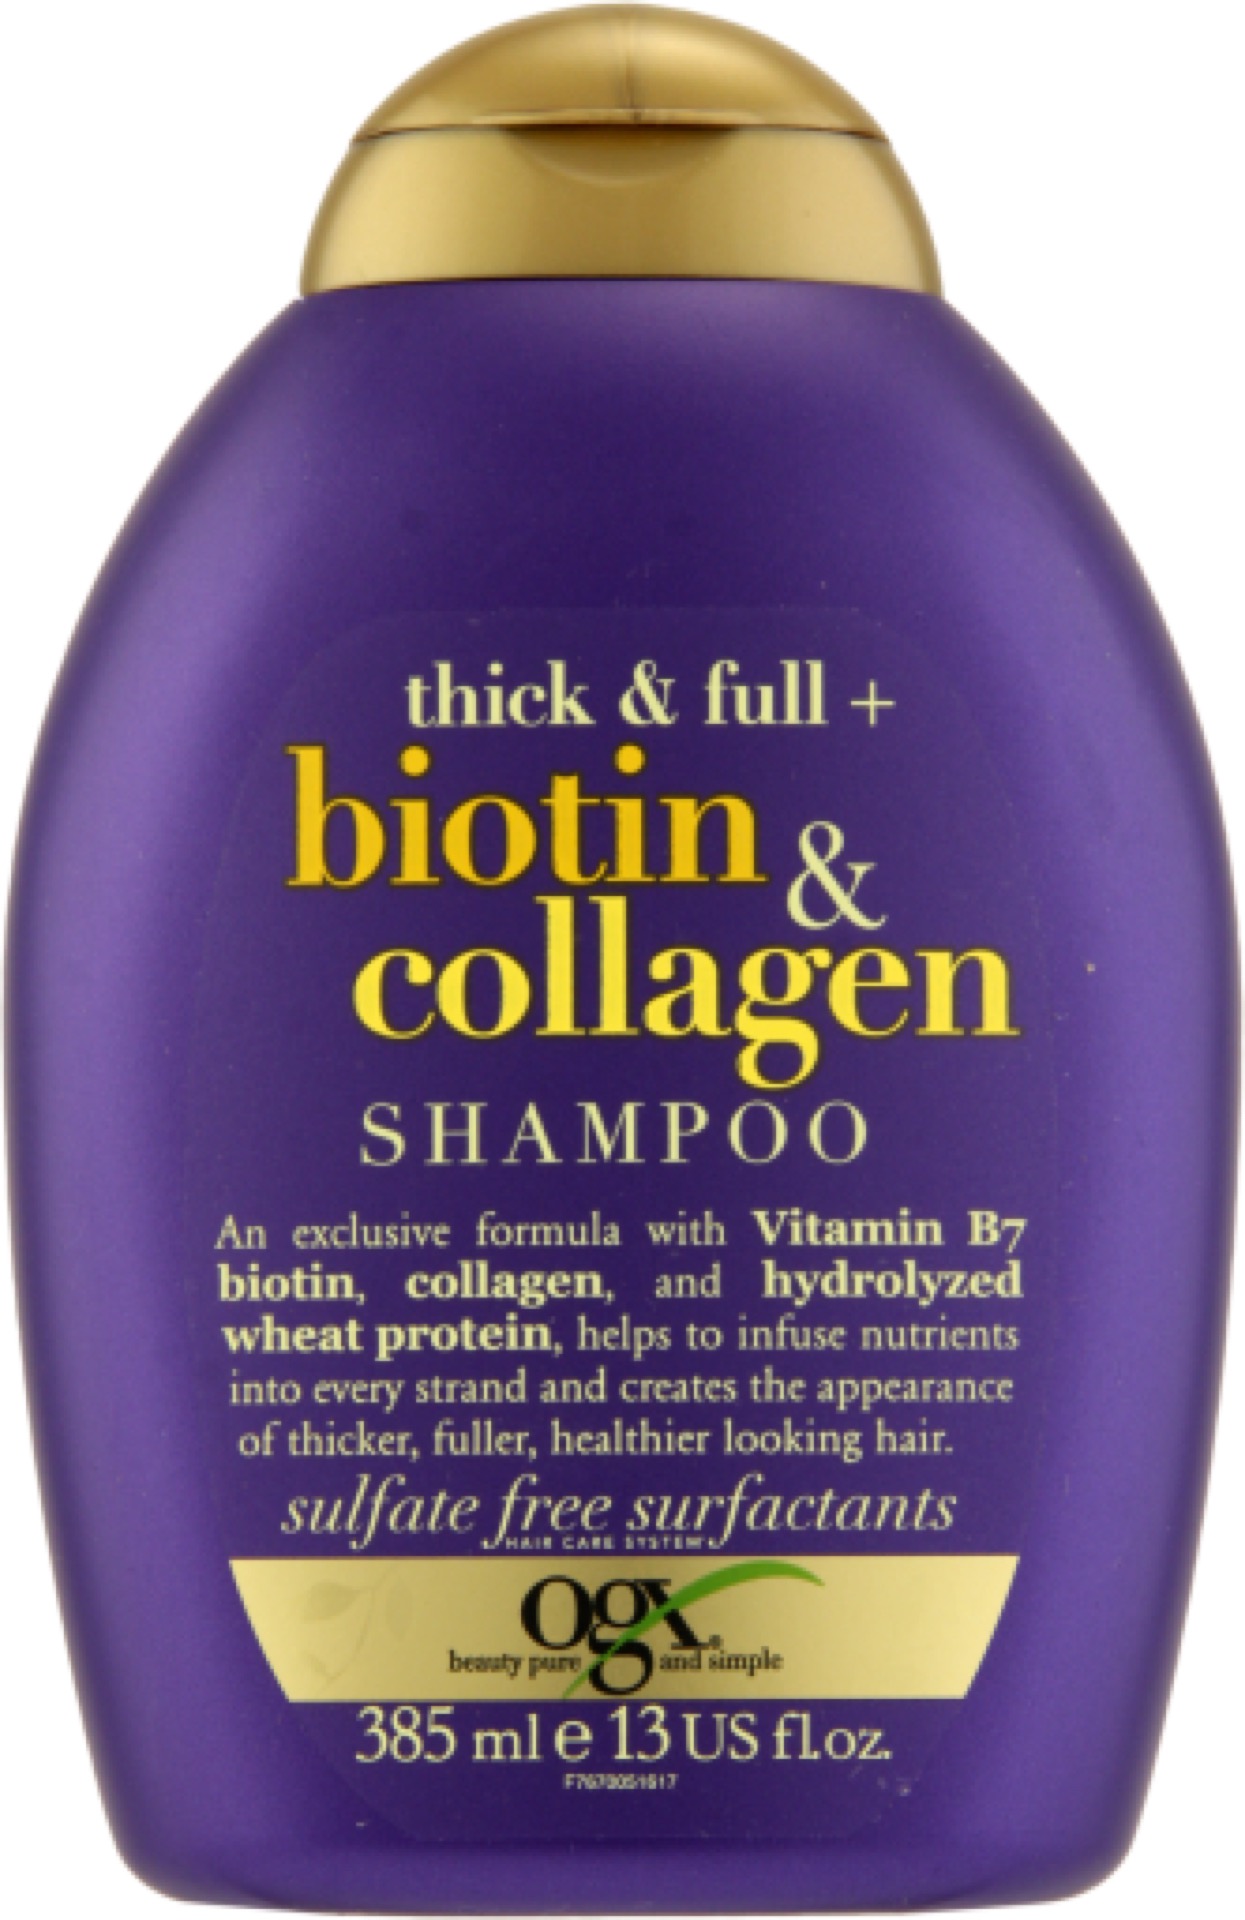 thick & full +
biotin &
collagen
SHAMPOO
An exclusive formula with Vitamin B7
biotin, collagen, and hydrolyzed
wheat protein, helps to infuse nutrients
into every strand and creates the appearance
of thicker, fuller, healthier looking hair.
sulfate free surfactants
HAIR CARE SYSTEM
ogx®
beauty pure and simple
385 ml e 13 US fl.oz.